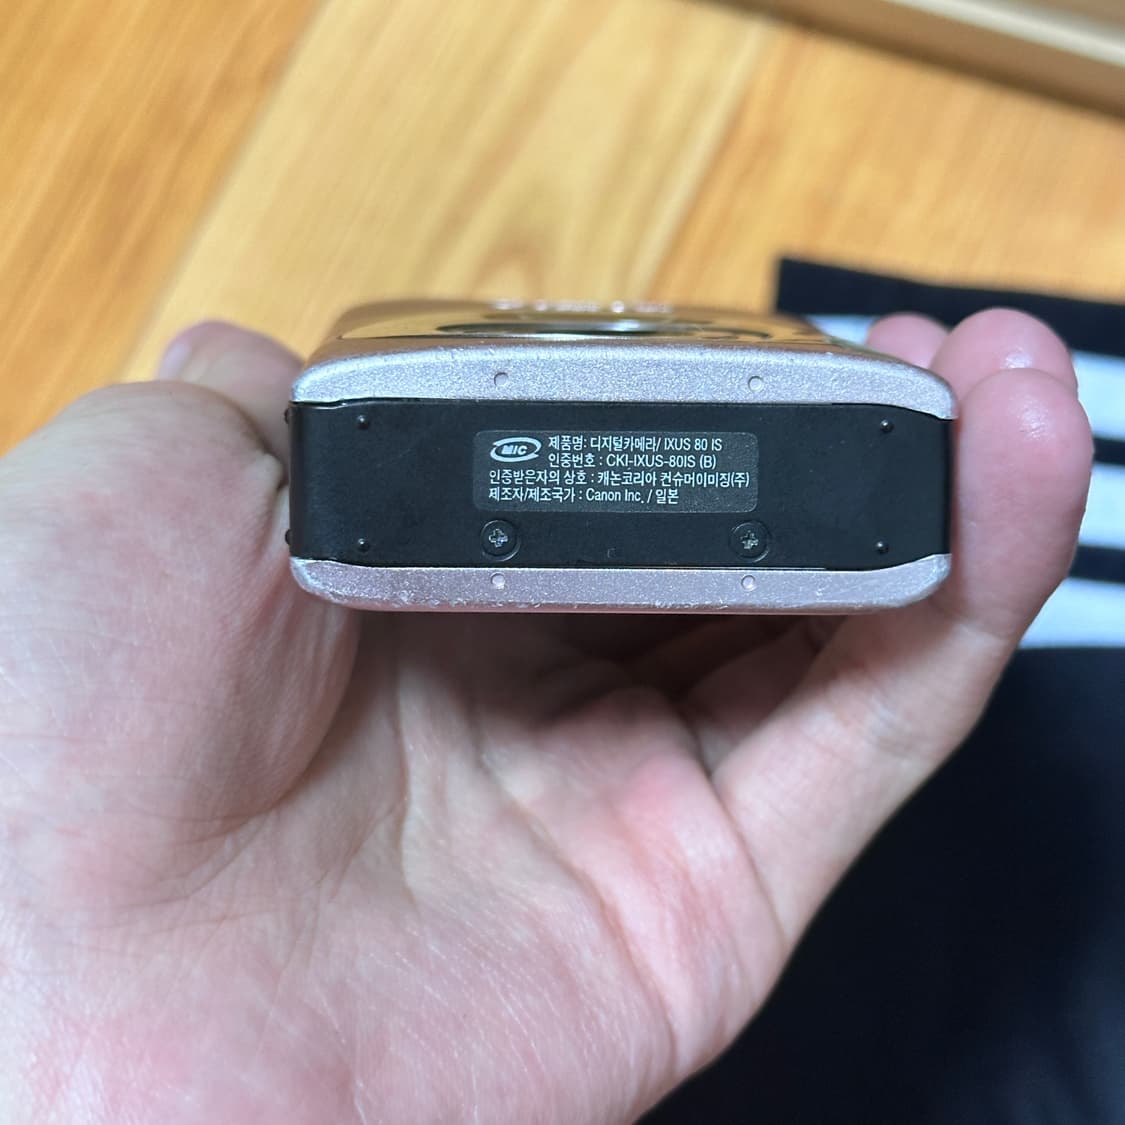 MIC
제품명: 디지털카메라/ IXUS 80 IS
인증번호 : CKI-IXUS-80IS (B)
인증받은자의 상호 : 캐논코리아 컨슈머이미징(주)
제조자/제조국가 : Canon Inc. / 일본